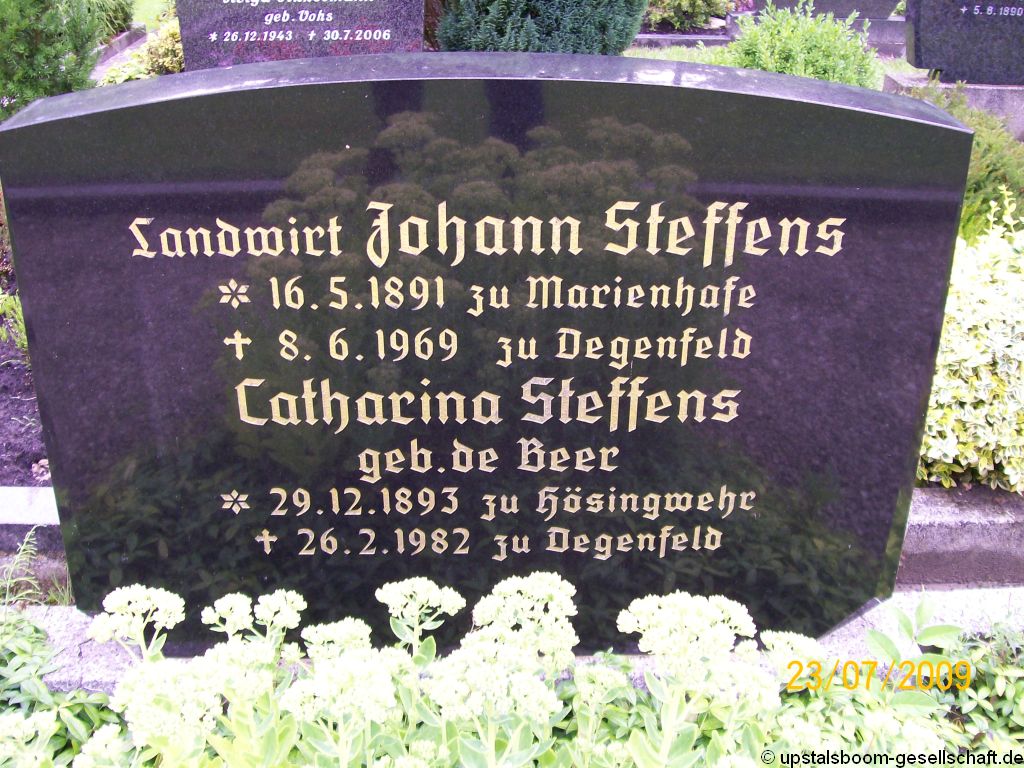 geb. Vohs
* 26.12.1943 † 30.7.2006
* 5.8.1890
Landwirt Johann Steffens
* 16.5.1891 zu Marienhafe
† 8.6.1969 zu Degenfeld
Catharina Steffens
geb. de Beer
* 29.12.1893 zu Hösingwehr
† 26.2.1982 zu Degenfeld
23/07/2009
© upstalsboom-gesellschaft.de